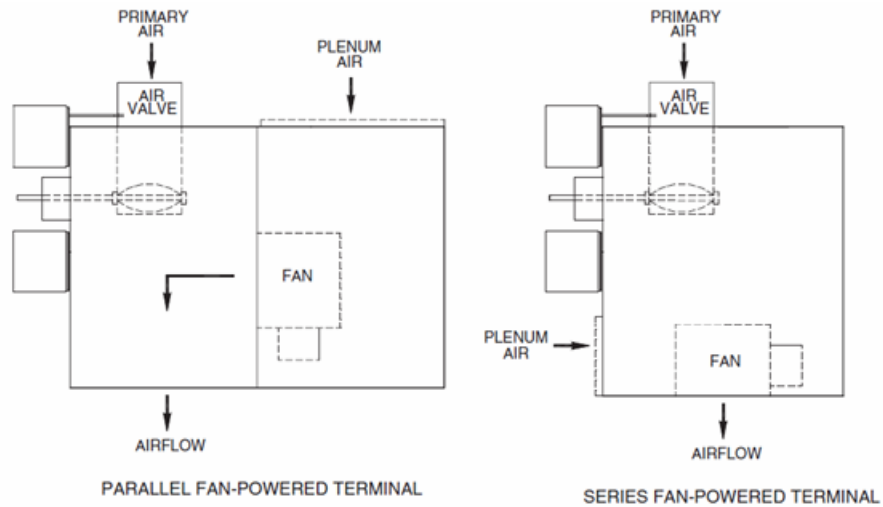 PRIMARY
AIR
PLENUM
AIR
AIR
VALVE
FAN
AIRFLOW
PARALLEL FAN-POWERED TERMINAL
PRIMARY
AIR
AIR
VALVE
PLENUM
AIR
FAN
AIRFLOW
SERIES FAN-POWERED TERMINAL